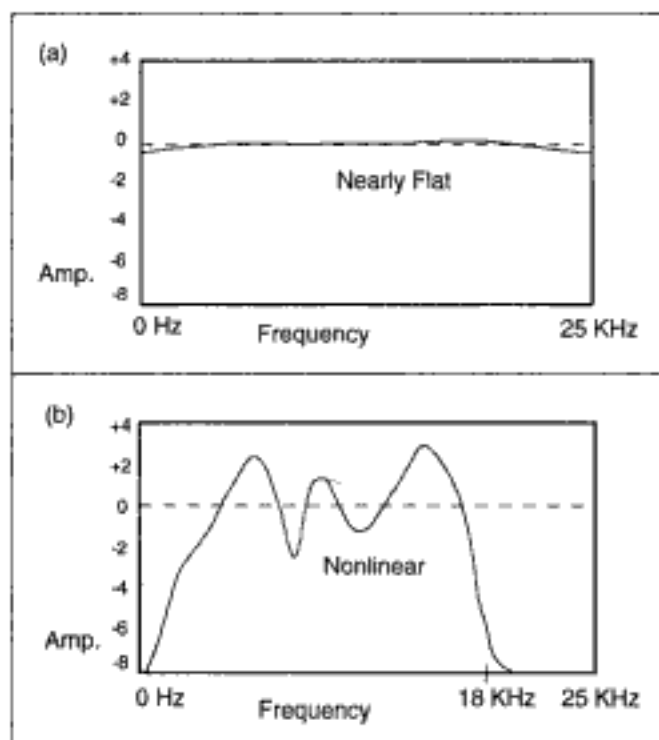 (a)
+4
+2
0
-2
-4
-6
-8
Nearly Flat
Amp.
0 Hz
Frequency
25 KHz
(b)
+4
+2
0
-2
-4
-6
-8
Nonlinear
Amp.
0 Hz
Frequency
18 KHz
25 KHz